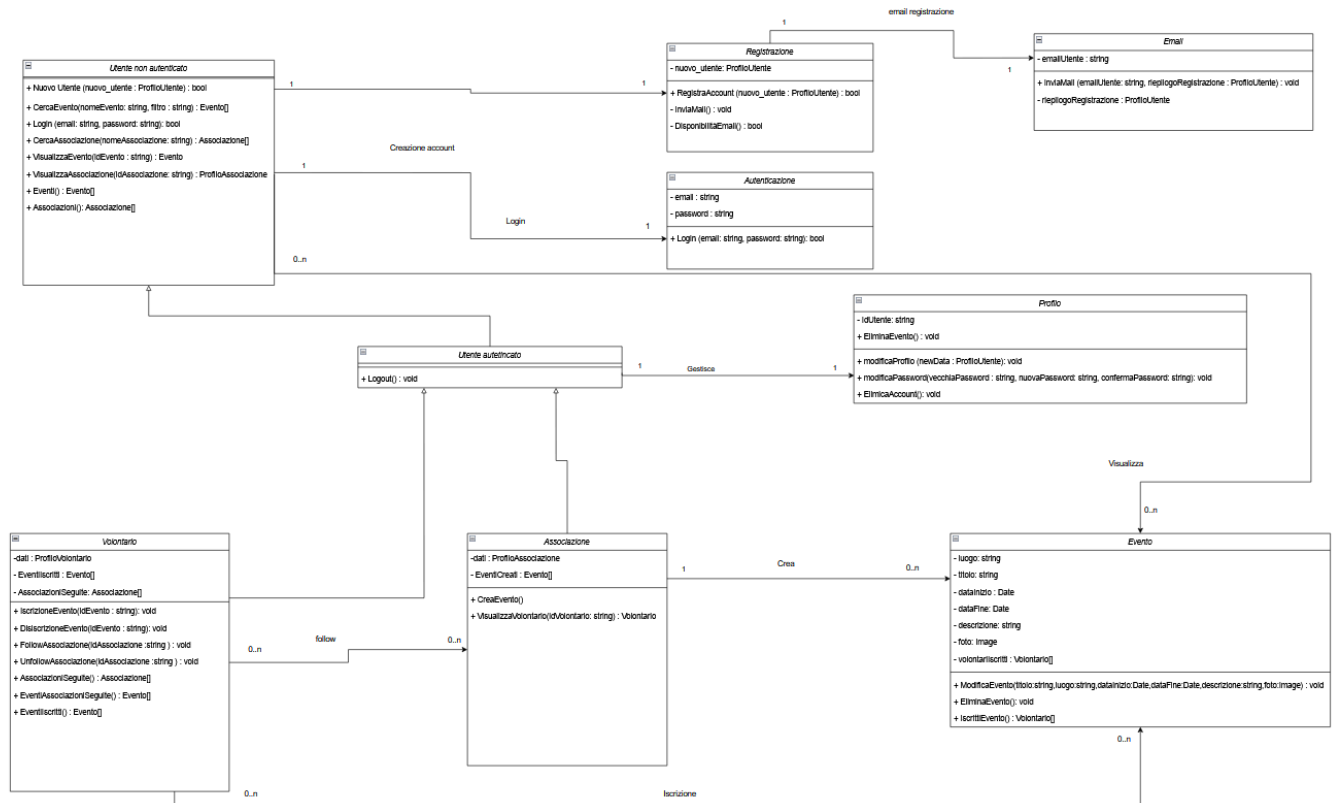 email registrazione
1
Registrazione
- nuovo_utente: ProfiloUtente
+ RegistraAccount (nuovo_utente : ProfiloUtente) : bool
- InviaMail() : void
- DisponibilitaEmail() : bool
Email
- emailUtente : string
+ InviaMail (emailUtente: string, riepilogoRegistrazione : ProfiloUtente) : void
- riepilogoRegistrazione : ProfiloUtente
1
Utente non autenticato
+ Nuovo Utente (nuovo_utente : ProfiloUtente) : bool
+ CercaEvento(nomeEvento: string, filtro : string) : Evento[]
+ Login (email: string, password: string): bool
+ CercaAssociazione(nomeAssociazione: string) : Associazione[]
+ VisualizzaEvento(idEvento : string) : Evento
+ VisualizzaAssociazione(idAssociazione: string) : ProfiloAssociazione
+ Eventi() : Evento[]
+ Associazioni(): Associazione[]
1
1
Creazione account
1
Login
1
Autenticazione
- email : string
- password : string
+ Login (email: string, password: string): bool
0..n
Profilo
- idUtente: string
+ EliminaEvento() : void
+ modificaProfilo (newData : ProfiloUtente): void
+ modificaPassword(vecchiaPassword : string, nuovaPassword: string, confermaPassword: string): void
+ ElimicaAccount(): void
Utente autetincato
+ Logout() : void
1
Gestisce
1
Visualizza
0..n
Volontario
-dati : ProfiloVolontario
- EventiIscritti : Evento[]
- AssociazioniSeguite: Associazione[]
+ IscrizioneEvento(idEvento : string): void
+ DisiscrizioneEvento(idEvento : string): void
+ FollowAssociazione(idAssociazione :string ) : void
+ UnfollowAssociazione(idAssociazione :string ) : void
+ AssociazioniSeguite() : Associazione[]
+ EventiAssociazioniSeguite() : Evento[]
+ EventiIscritti() : Evento[]
follow
0..n
0..n
Associazione
-dati : ProfiloAssociazione
- EventiCreati : Evento[]
+ CreaEvento()
+ VisualizzaVolontario(idVolontario: string) : Volontario
1
Crea
0..n
Evento
- luogo: string
- titolo: string
- dataInizio : Date
- dataFine: Date
- descrizione: string
- foto: Image
- volontariIscritti : Volontario[]
+ ModificaEvento(titolo:string,luogo:string,dataInizio:Date,dataFine:Date,descrizione:string,foto:Image) : void
+ EliminaEvento(): void
+ IscrittiEvento() : Volontario[]
0..n
0..n
Iscrizione